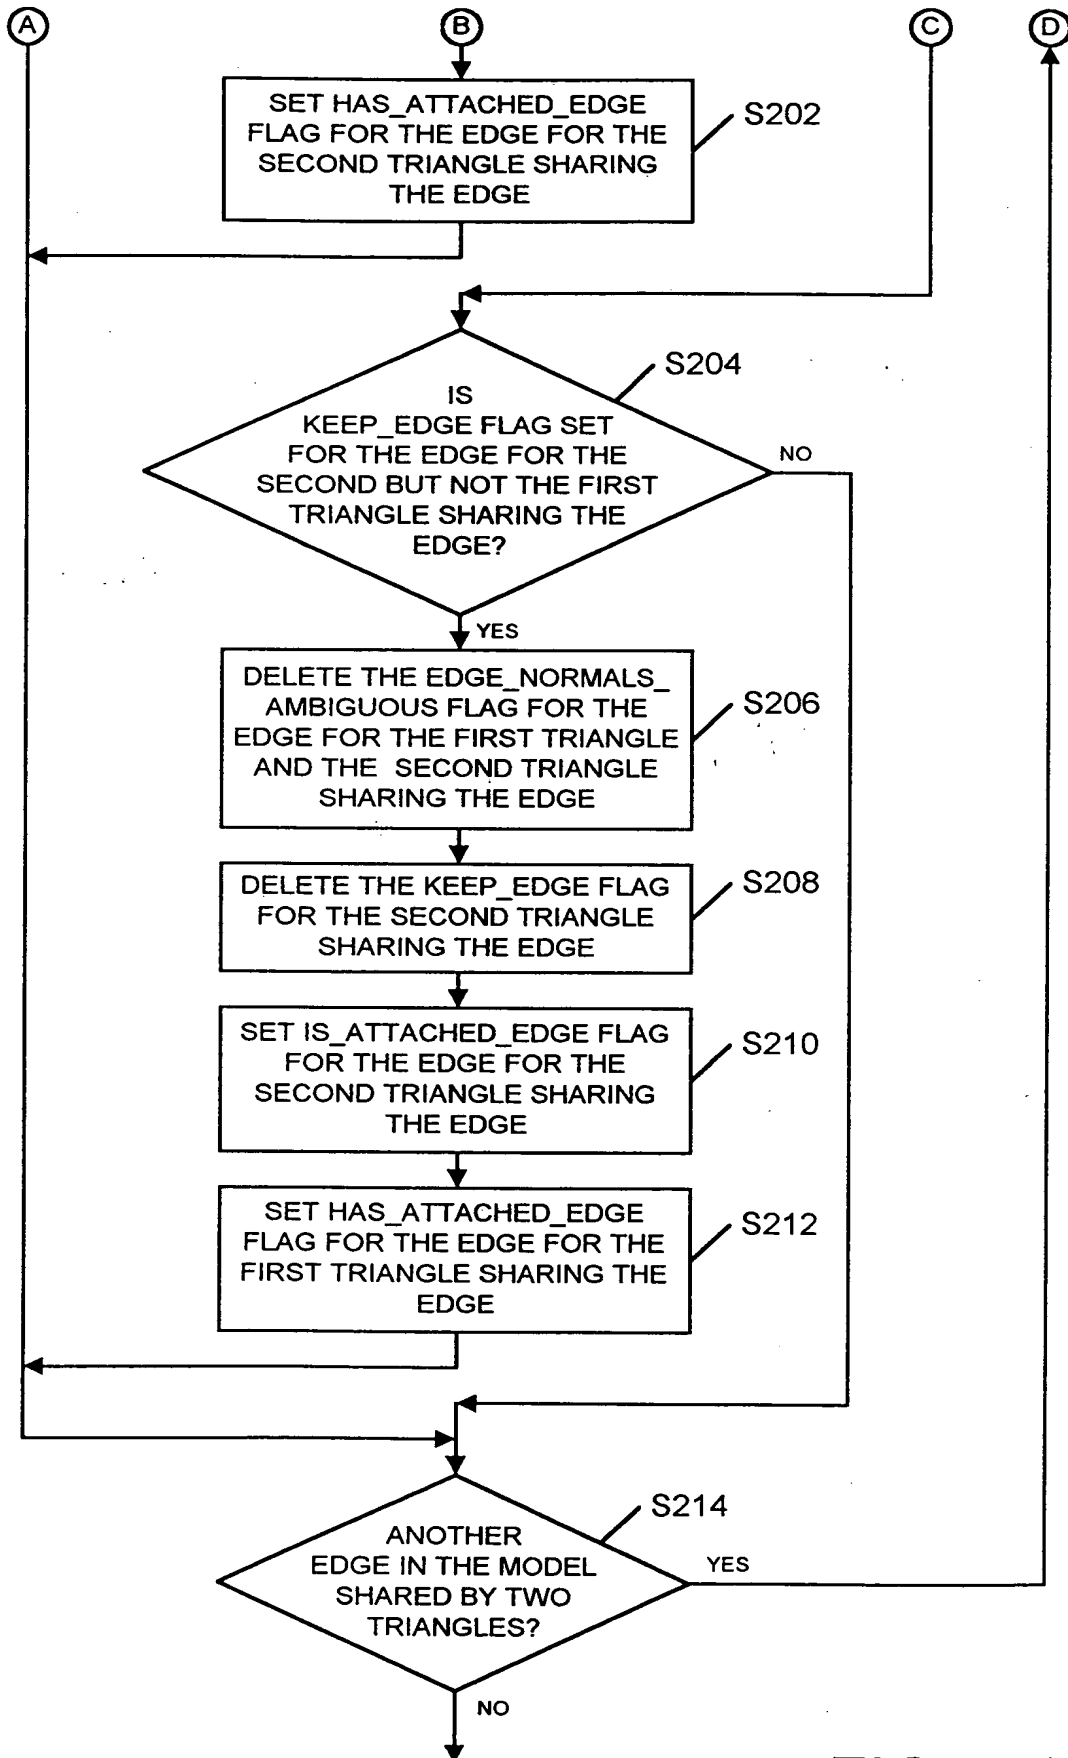 A
B
C
D
SET HAS_ATTACHED_EDGE
FLAG FOR THE EDGE FOR THE
SECOND TRIANGLE SHARING
THE EDGE
S202
S204
IS
KEEP_EDGE FLAG SET
FOR THE EDGE FOR THE
SECOND BUT NOT THE FIRST
TRIANGLE SHARING THE
EDGE?
NO
YES
DELETE THE EDGE_NORMALS_
AMBIGUOUS FLAG FOR THE
EDGE FOR THE FIRST TRIANGLE
AND THE SECOND TRIANGLE
SHARING THE EDGE
S206
DELETE THE KEEP_EDGE FLAG
FOR THE SECOND TRIANGLE
SHARING THE EDGE
S208
SET IS_ATTACHED_EDGE FLAG
FOR THE EDGE FOR THE
SECOND TRIANGLE SHARING
THE EDGE
S210
SET HAS_ATTACHED_EDGE
FLAG FOR THE EDGE FOR THE
FIRST TRIANGLE SHARING THE
EDGE
S212
S214
ANOTHER
EDGE IN THE MODEL
SHARED BY TWO
TRIANGLES?
YES
NO